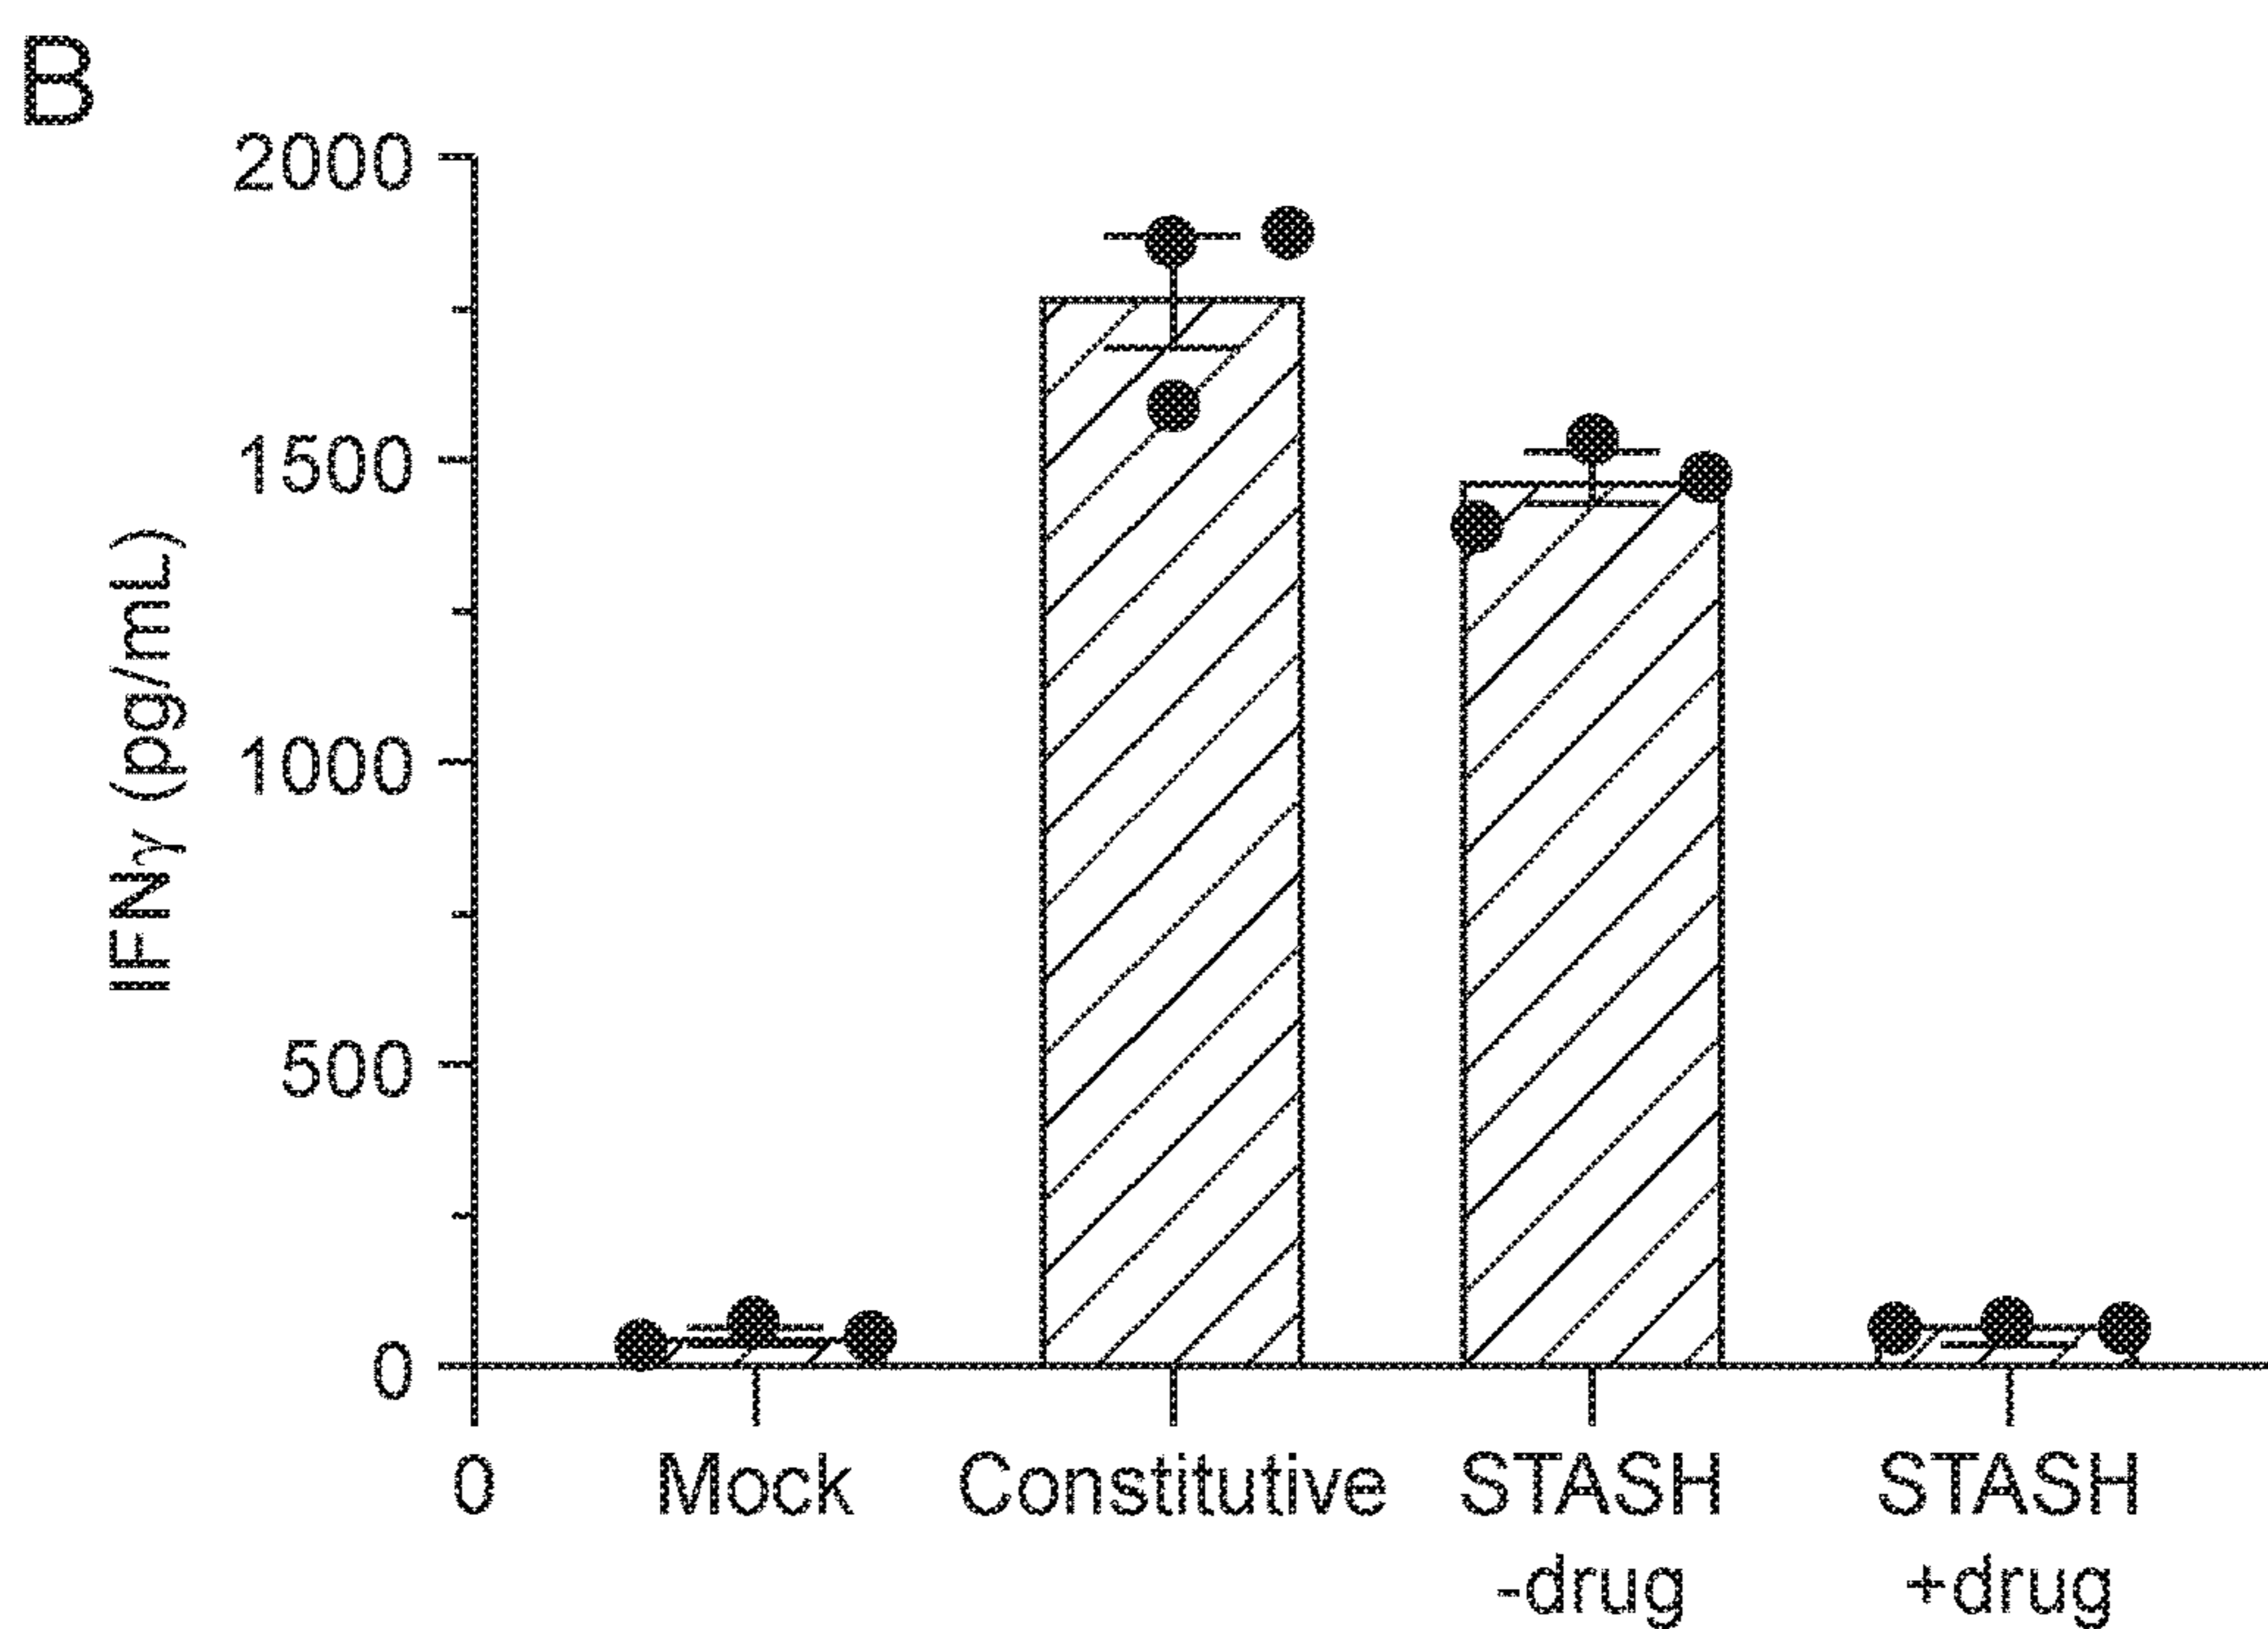 B
2000
1500
1000
500
0
IFNγ (pg/mL)
0 Mock Constitutive STASH STASH
-drug +drug